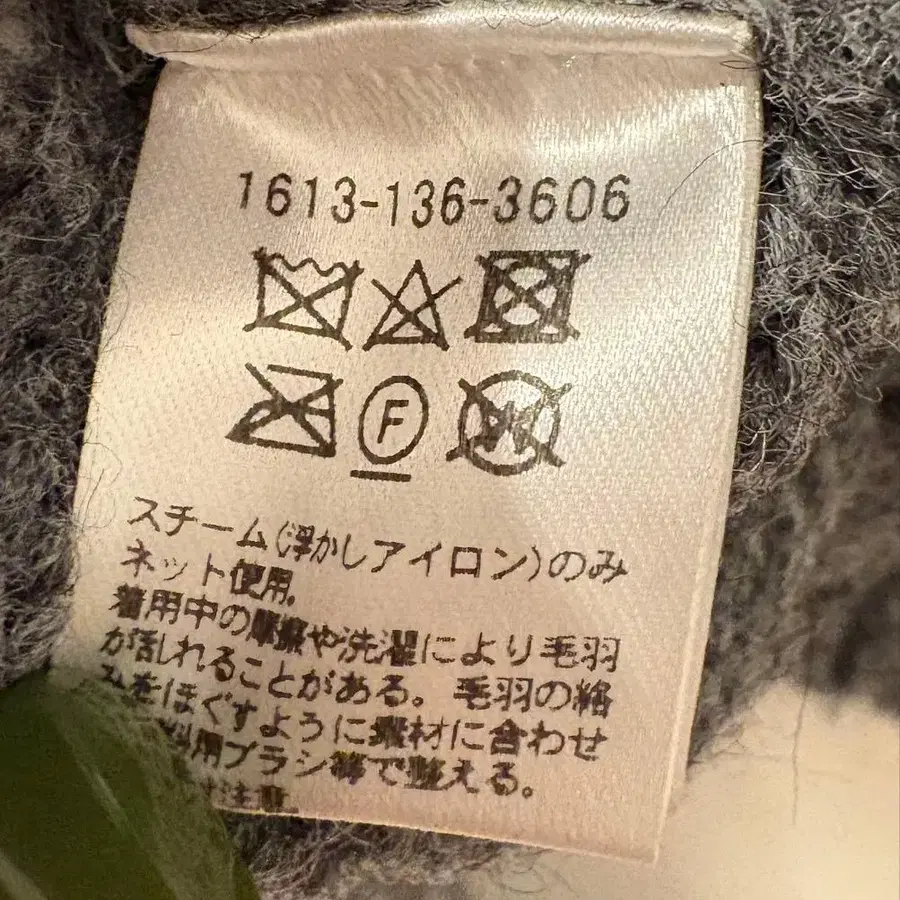 1613-136-3606
F
W
スチーム(浮かしアイロン)のみ
ネット使用。
着用中の摩擦や洗濯により毛羽
が乱れることがある。毛羽の絡
みをほぐすように素材に合わせ
用ブラシ等で整える。
注意